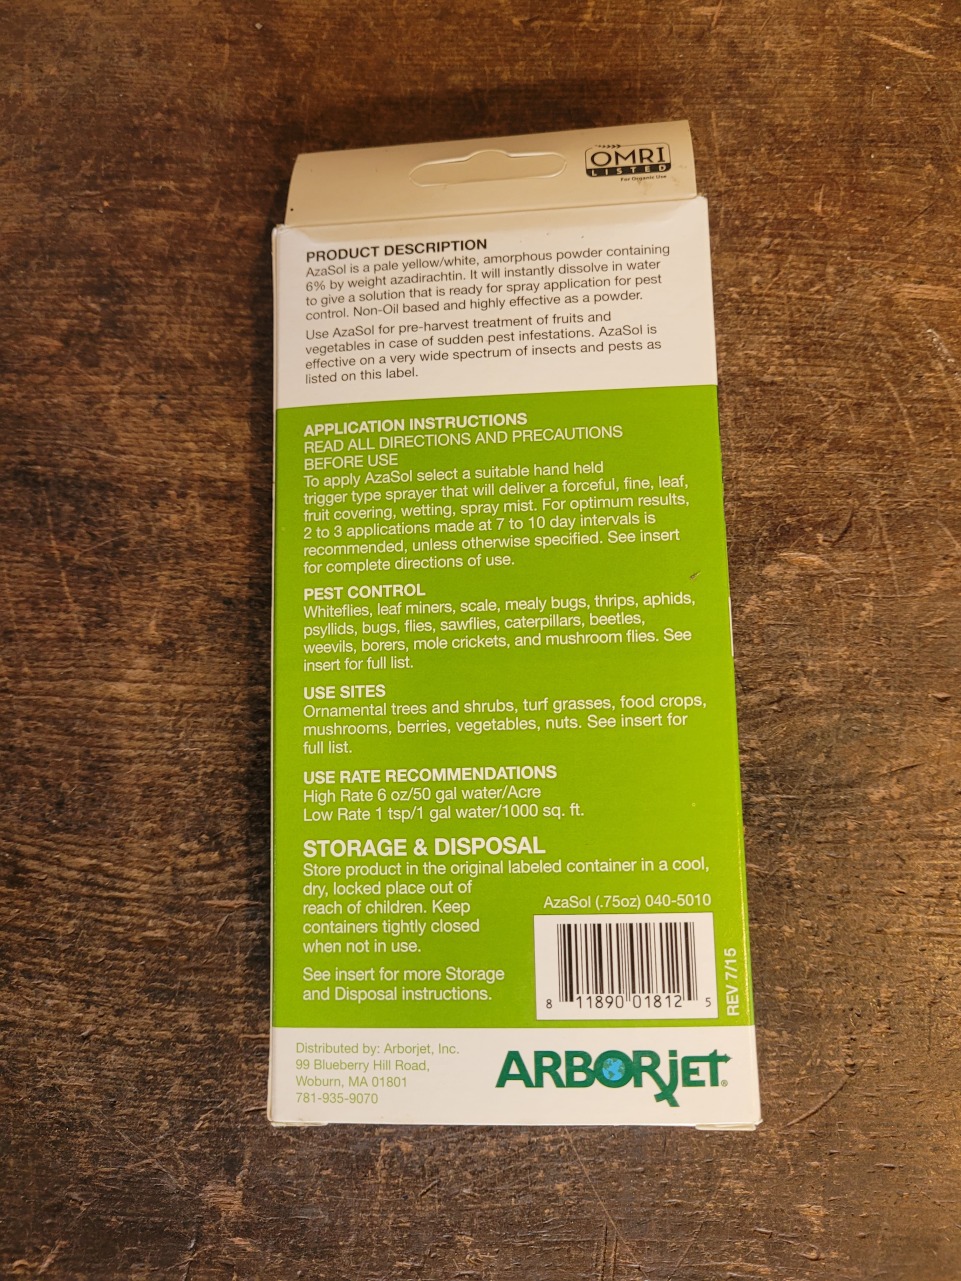 OMRI
LISTED
For Organic Use
PRODUCT DESCRIPTION
AzaSol is a pale yellow/white, amorphous powder containing
6% by weight azadirachtin. It will instantly dissolve in water
to give a solution that is ready for spray application for pest
control. Non-Oil based and highly effective as a powder.
Use AzaSol for pre-harvest treatment of fruits and
vegetables in case of sudden pest infestations. AzaSol is
effective on a very wide spectrum of insects and pests as
listed on this label.
APPLICATION INSTRUCTIONS
READ ALL DIRECTIONS AND PRECAUTIONS
BEFORE USE
To apply AzaSol select a suitable hand held
trigger type sprayer that will deliver a forceful, fine, leaf,
fruit covering, wetting, spray mist. For optimum results,
2 to 3 applications made at 7 to 10 day intervals is
recommended, unless otherwise specified. See insert
for complete directions of use.
PEST CONTROL
Whiteflies, leaf miners, scale, mealy bugs, thrips, aphids,
psyllids, bugs, flies, sawflies, caterpillars, beetles,
weevils, borers, mole crickets, and mushroom flies. See
insert for full list.
USE SITES
Ornamental trees and shrubs, turf grasses, food crops,
mushrooms, berries, vegetables, nuts. See insert for
full list.
USE RATE RECOMMENDATIONS
High Rate 6 oz/50 gal water/Acre
Low Rate 1 tsp/1 gal water/1000 sq. ft.
STORAGE & DISPOSAL
Store product in the original labeled container in a cool,
dry, locked place out of
reach of children. Keep
containers tightly closed
when not in use.
See insert for more Storage
and Disposal instructions.
AzaSol (.75oz) 040-5010
8 11890 01812 5
REV 7/15
Distributed by: Arborjet, Inc.
99 Blueberry Hill Road,
Woburn, MA 01801
781-935-9070
ARBORjET®